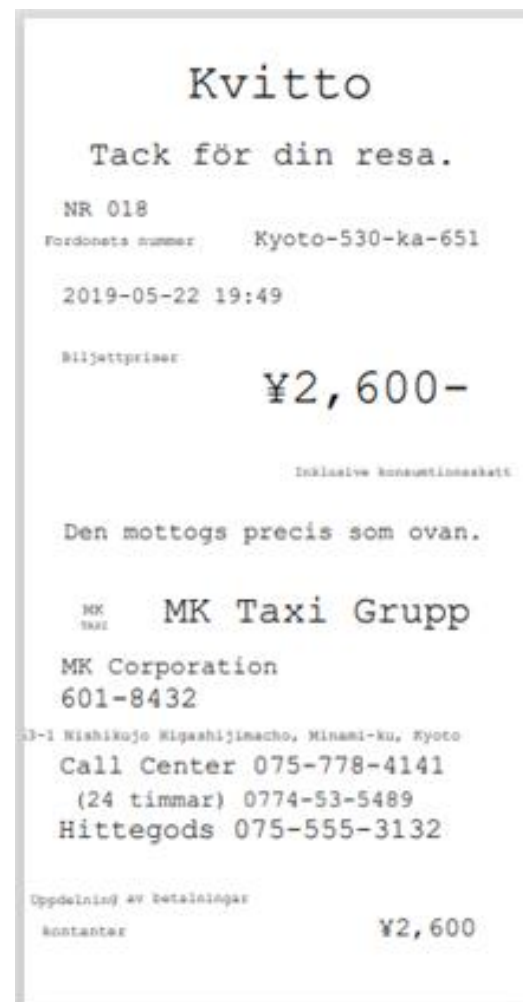 Kvitto
Tack för din resa.
NR 018
Fordonets nummer Kyoto-530-ka-651
2019-05-22 19:49
Biljettpriser
¥2,600-
Inklusive konsumtionsskatt
Den mottogs precis som ovan.
MK TAXI MK Taxi Grupp
MK Corporation
601-8432
3-1 Nishikujo Higashijimacho, Minami-ku, Kyoto
Call Center 075-778-4141
(24 timmar) 0774-53-5489
Hittegods 075-555-3132
Uppdelning av betalningar
kontanter ¥2,600